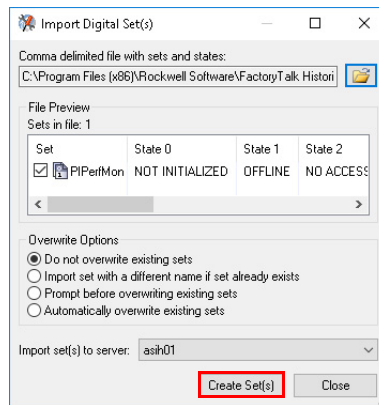 Import Digital Set(s)
Comma delimited file with sets and states:
C:\Program Files (x86)\Rockwell Software\FactoryTalk Histori
File Preview
Sets in file: 1
Set State 0 State 1 State 2
PIPerfMon NOT INITIALIZED OFFLINE NO ACCESS
Overwrite Options
Do not overwrite existing sets
Import set with a different name if set already exists
Prompt before overwriting existing sets
Automatically overwrite existing sets
Import set(s) to server: asih01
Create Set(s) Close